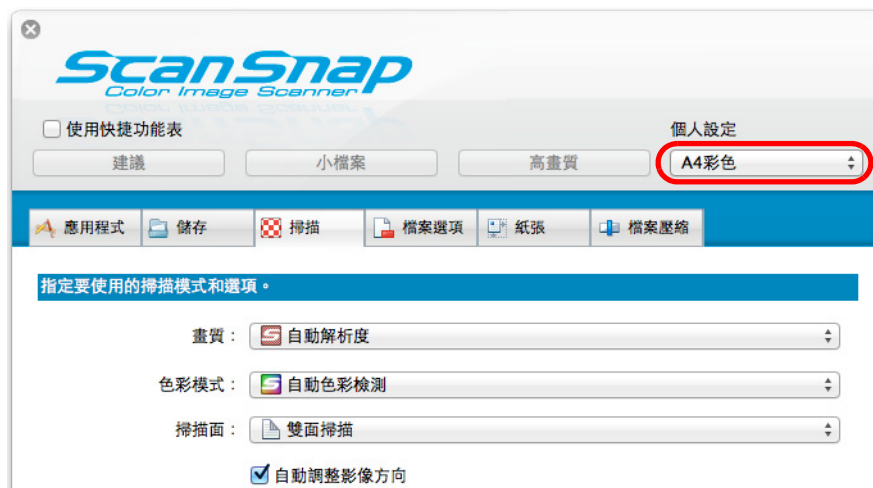 ScanSnap
Color Image Scanner
使用快捷功能表
個人設定
建議 小檔案 高畫質 A4彩色
應用程式 儲存 掃描 檔案選項 紙張 檔案壓縮
指定要使用的掃描模式和選項。
畫質： 自動解析度
色彩模式： 自動色彩檢測
掃描面： 雙面掃描
自動調整影像方向